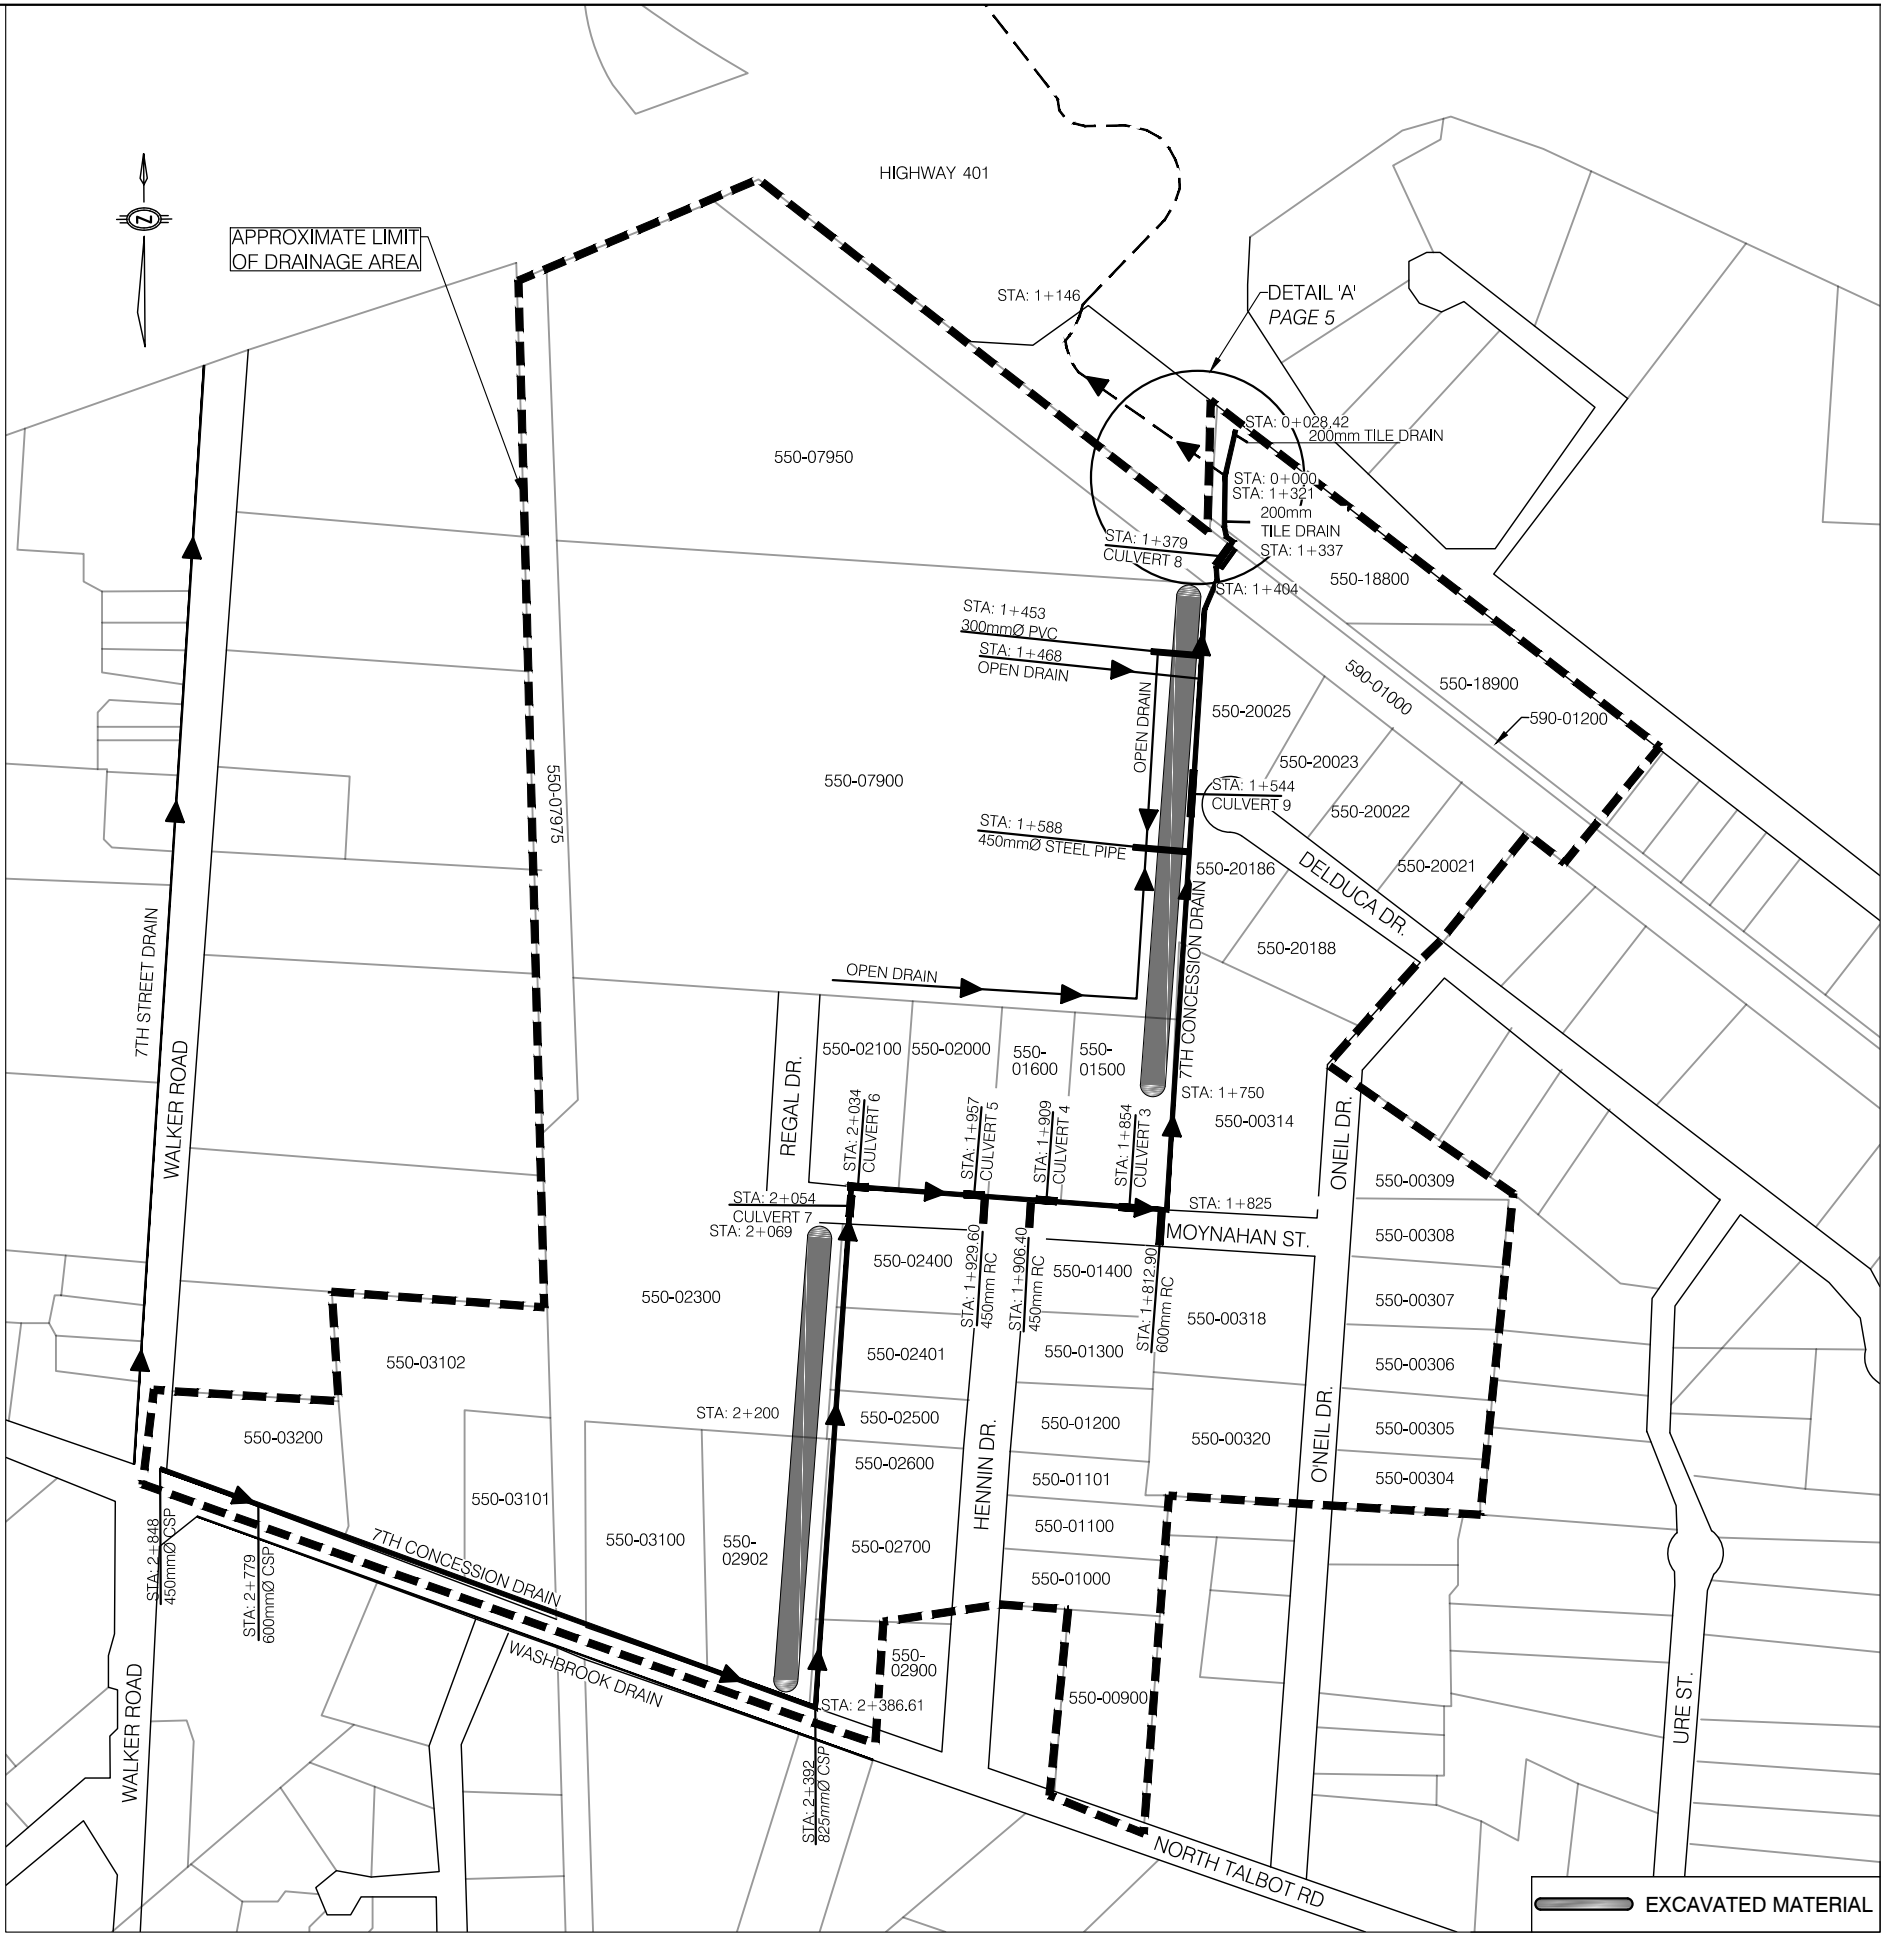 HIGHWAY 401
Z
APPROXIMATE LIMIT
OF DRAINAGE AREA
STA: 1+146
DETAIL 'A'
PAGE 5
STA: 0+028.42
200mm TILE DRAIN
550-07950
STA: 0+000
STA: 1+321
200mm
TILE DRAIN
STA: 1+337
STA: 1+379
CULVERT 8
550-18800
STA: 1+404
STA: 1+453
300mmØ PVC
STA: 1+468
OPEN DRAIN
590-01000
550-18900
590-01200
550-20025
OPEN DRAIN
550-20023
550-07900
550-07975
STA: 1+544
CULVERT 9
550-20022
STA: 1+588
450mmØ STEEL PIPE
550-20186
550-20021
DELDUCA DR.
7TH STREET DRAIN
WALKER ROAD
550-20188
OPEN DRAIN
7TH CONCESSION DRAIN
REGAL DR.
550-02100
550-02000
550-
01600
550-
01500
STA: 1+750
550-00314
ONEIL DR.
STA: 2+034
CULVERT 6
STA: 1+957
CULVERT 5
STA: 1+909
CULVERT 4
STA: 1+854
CULVERT 3
550-00309
STA: 2+054
CULVERT 7
STA: 2+069
STA: 1+825
MOYNAHAN ST.
550-00308
550-02400
STA: 1+929.60
450mm RC
STA: 1+906.40
450mm RC
550-01400
STA: 1+812.90
600mm RC
550-02300
550-00307
550-00318
550-03102
550-02401
550-01300
550-00306
STA: 2+200
550-02500
550-01200
550-00305
550-03200
550-00320
O'NEIL DR.
550-02600
HENNIN DR.
550-01101
550-00304
550-03101
550-03100
550-
02902
550-02700
550-01100
STA: 2+848
450mmØ CSP
STA: 2+779
600mmØ CSP
7TH CONCESSION DRAIN
WASHBROOK DRAIN
550-01000
550-
02900
550-00900
STA: 2+386.61
WALKER ROAD
URE ST.
STA: 2+392
825mmØ CSP
NORTH TALBOT RD
EXCAVATED MATERIAL